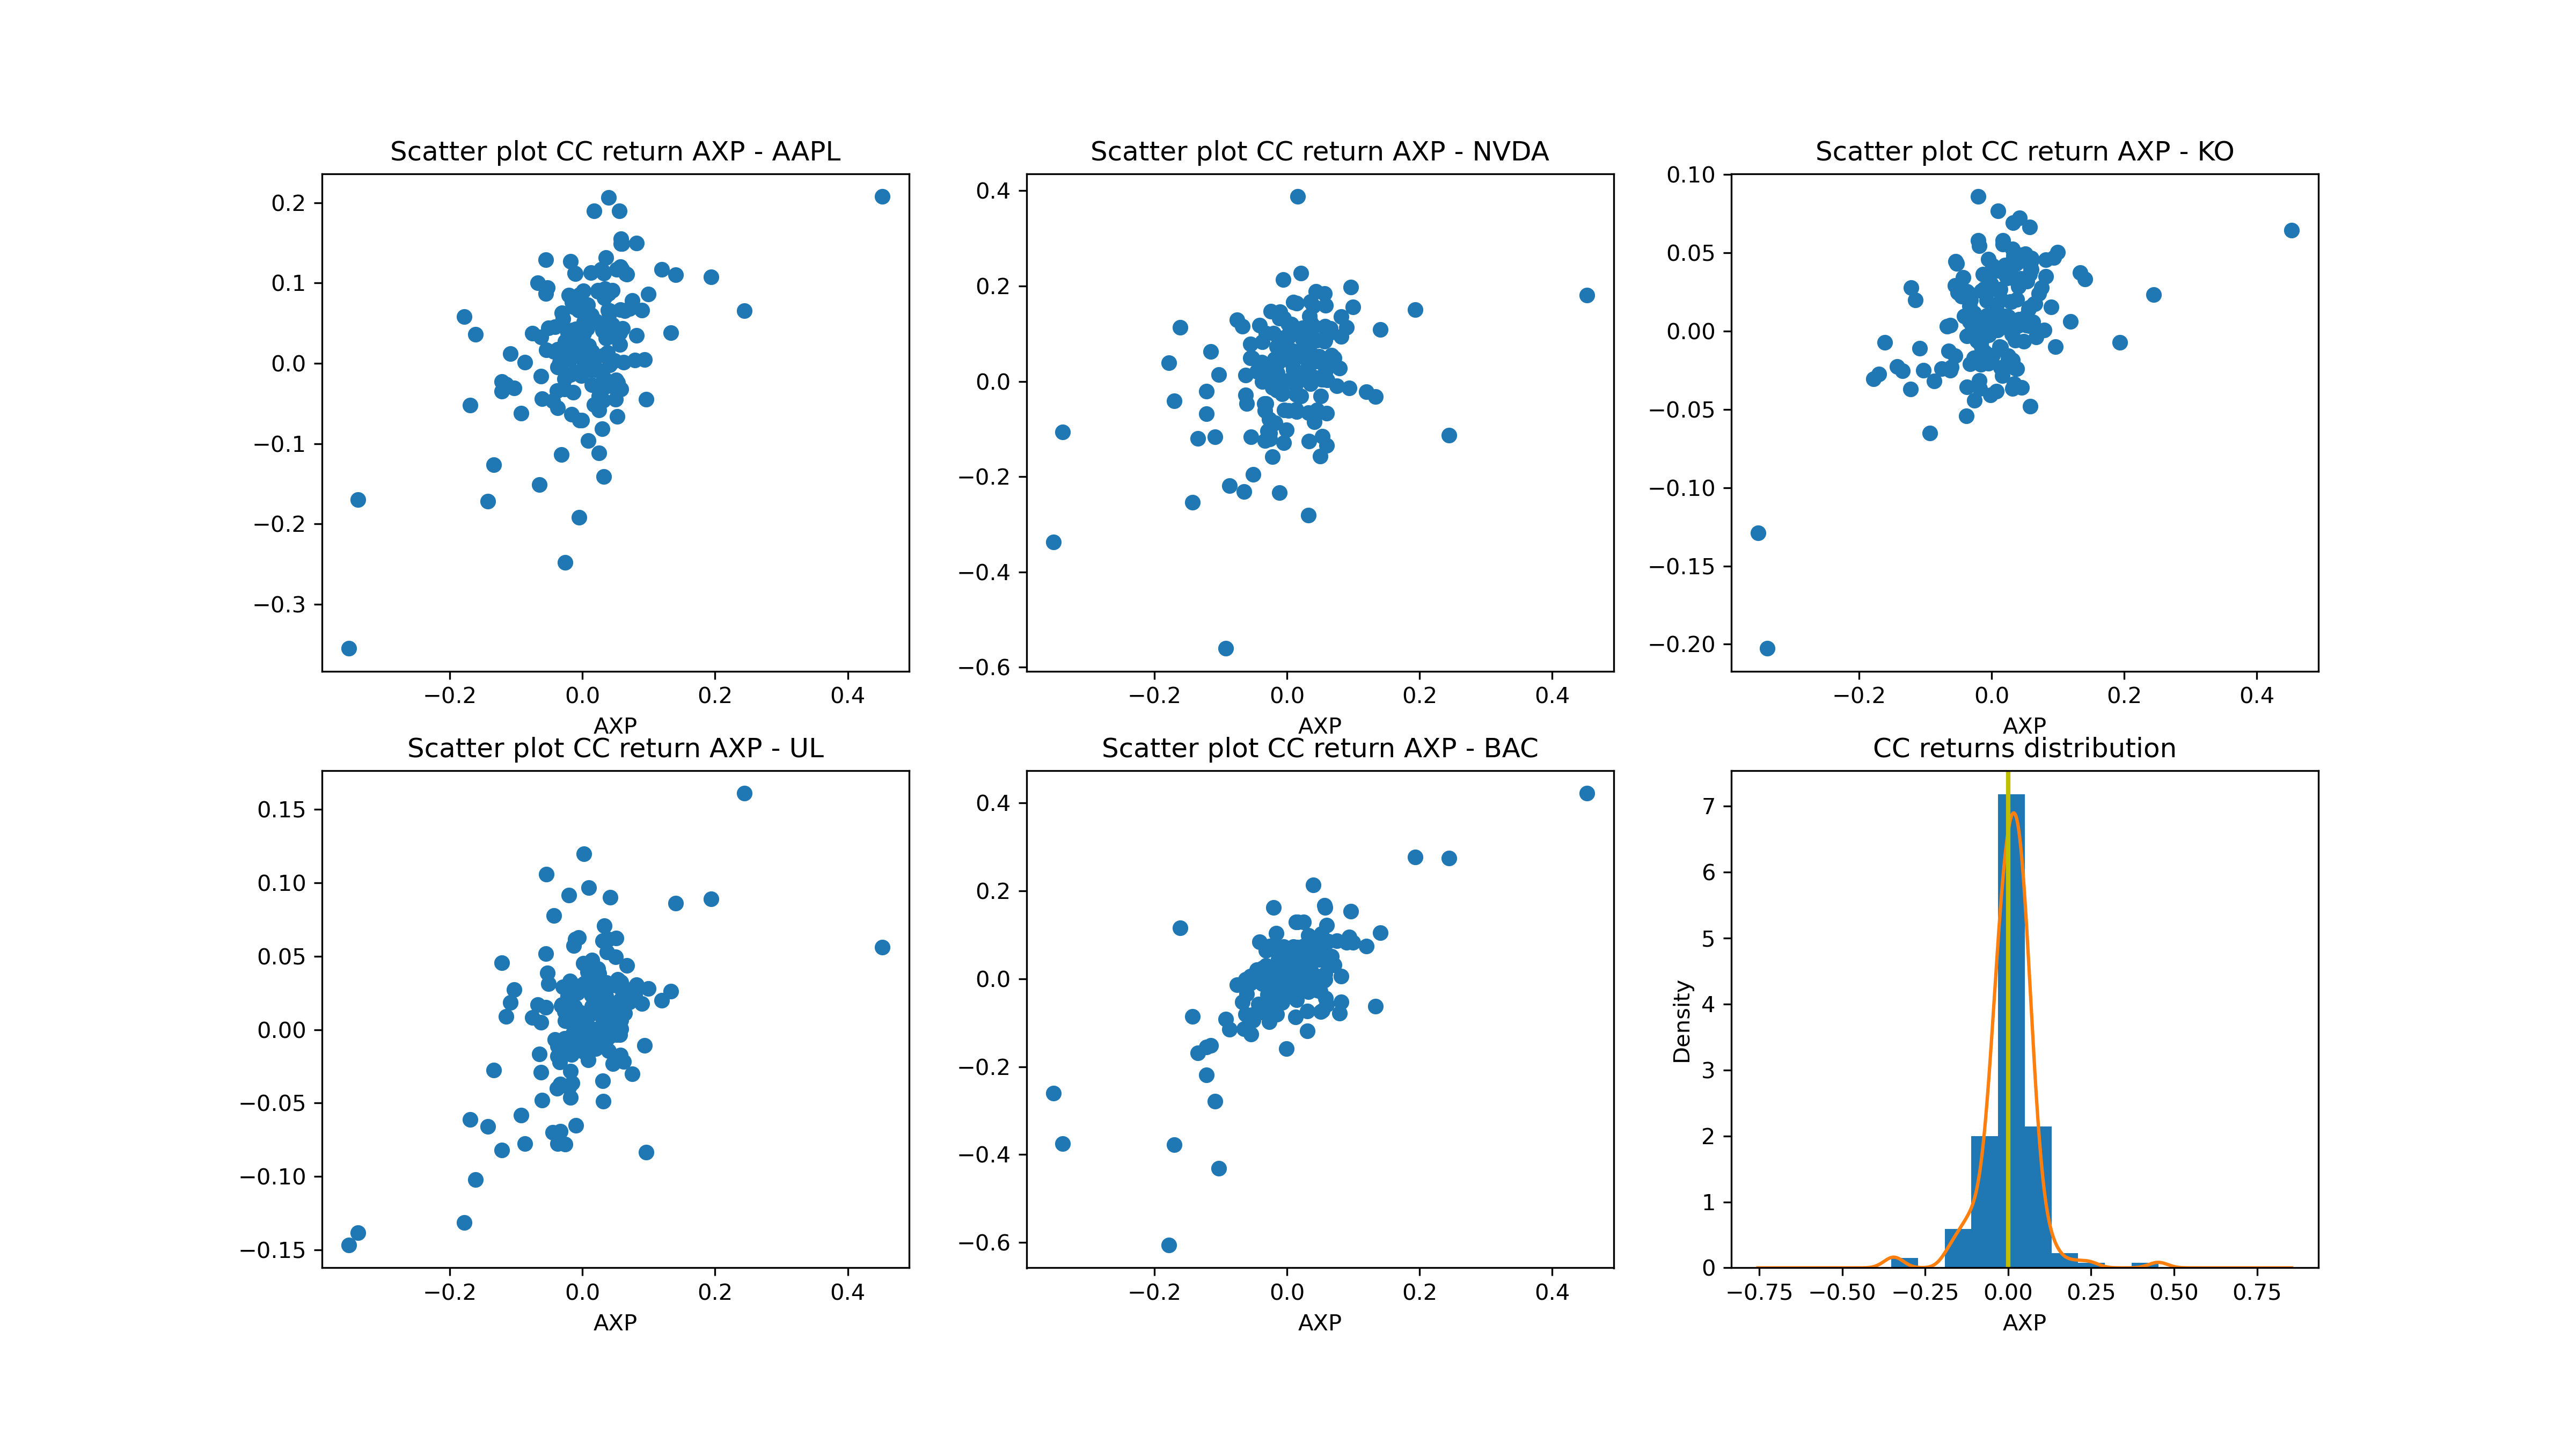 Scatter plot CC return AXP - AAPL
0.2
0.1
0.0
−0.1
−0.2
−0.3
−0.2 0.0 0.2 0.4
AXP
Scatter plot CC return AXP - NVDA
0.4
0.2
0.0
−0.2
−0.4
−0.6
−0.2 0.0 0.2 0.4
AXP
Scatter plot CC return AXP - KO
0.10
0.05
0.00
−0.05
−0.10
−0.15
−0.20
−0.2 0.0 0.2 0.4
AXP
Scatter plot CC return AXP - UL
0.15
0.10
0.05
0.00
−0.05
−0.10
−0.15
−0.2 0.0 0.2 0.4
AXP
Scatter plot CC return AXP - BAC
0.4
0.2
0.0
−0.2
−0.4
−0.6
−0.2 0.0 0.2 0.4
AXP
CC returns distribution
Density
7
6
5
4
3
2
1
0
−0.75 −0.50 −0.25 0.00 0.25 0.50 0.75
AXP